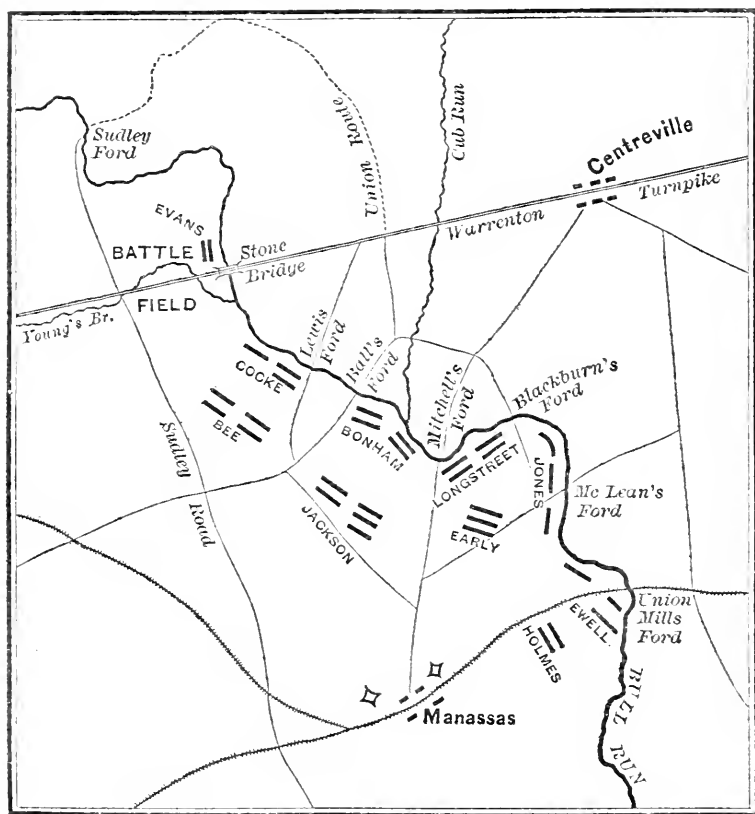 Sudley
Ford
Union Route
Cub Run
Centreville
Turnpike
Warrenton
EVANS
BATTLE
FIELD
Stone
Bridge
Young's Br.
Lewis
Ford
Ball's
Ford
Mitchell's
Ford
Blackburn's
Ford
COCKE
BEE
BONHAM
LONGSTREET
JONES
Mc Lean's
Ford
Sudley
Road
JACKSON
EARLY
EWELL
HOLMES
Union
Mills
Ford
Manassas
BULL RUN